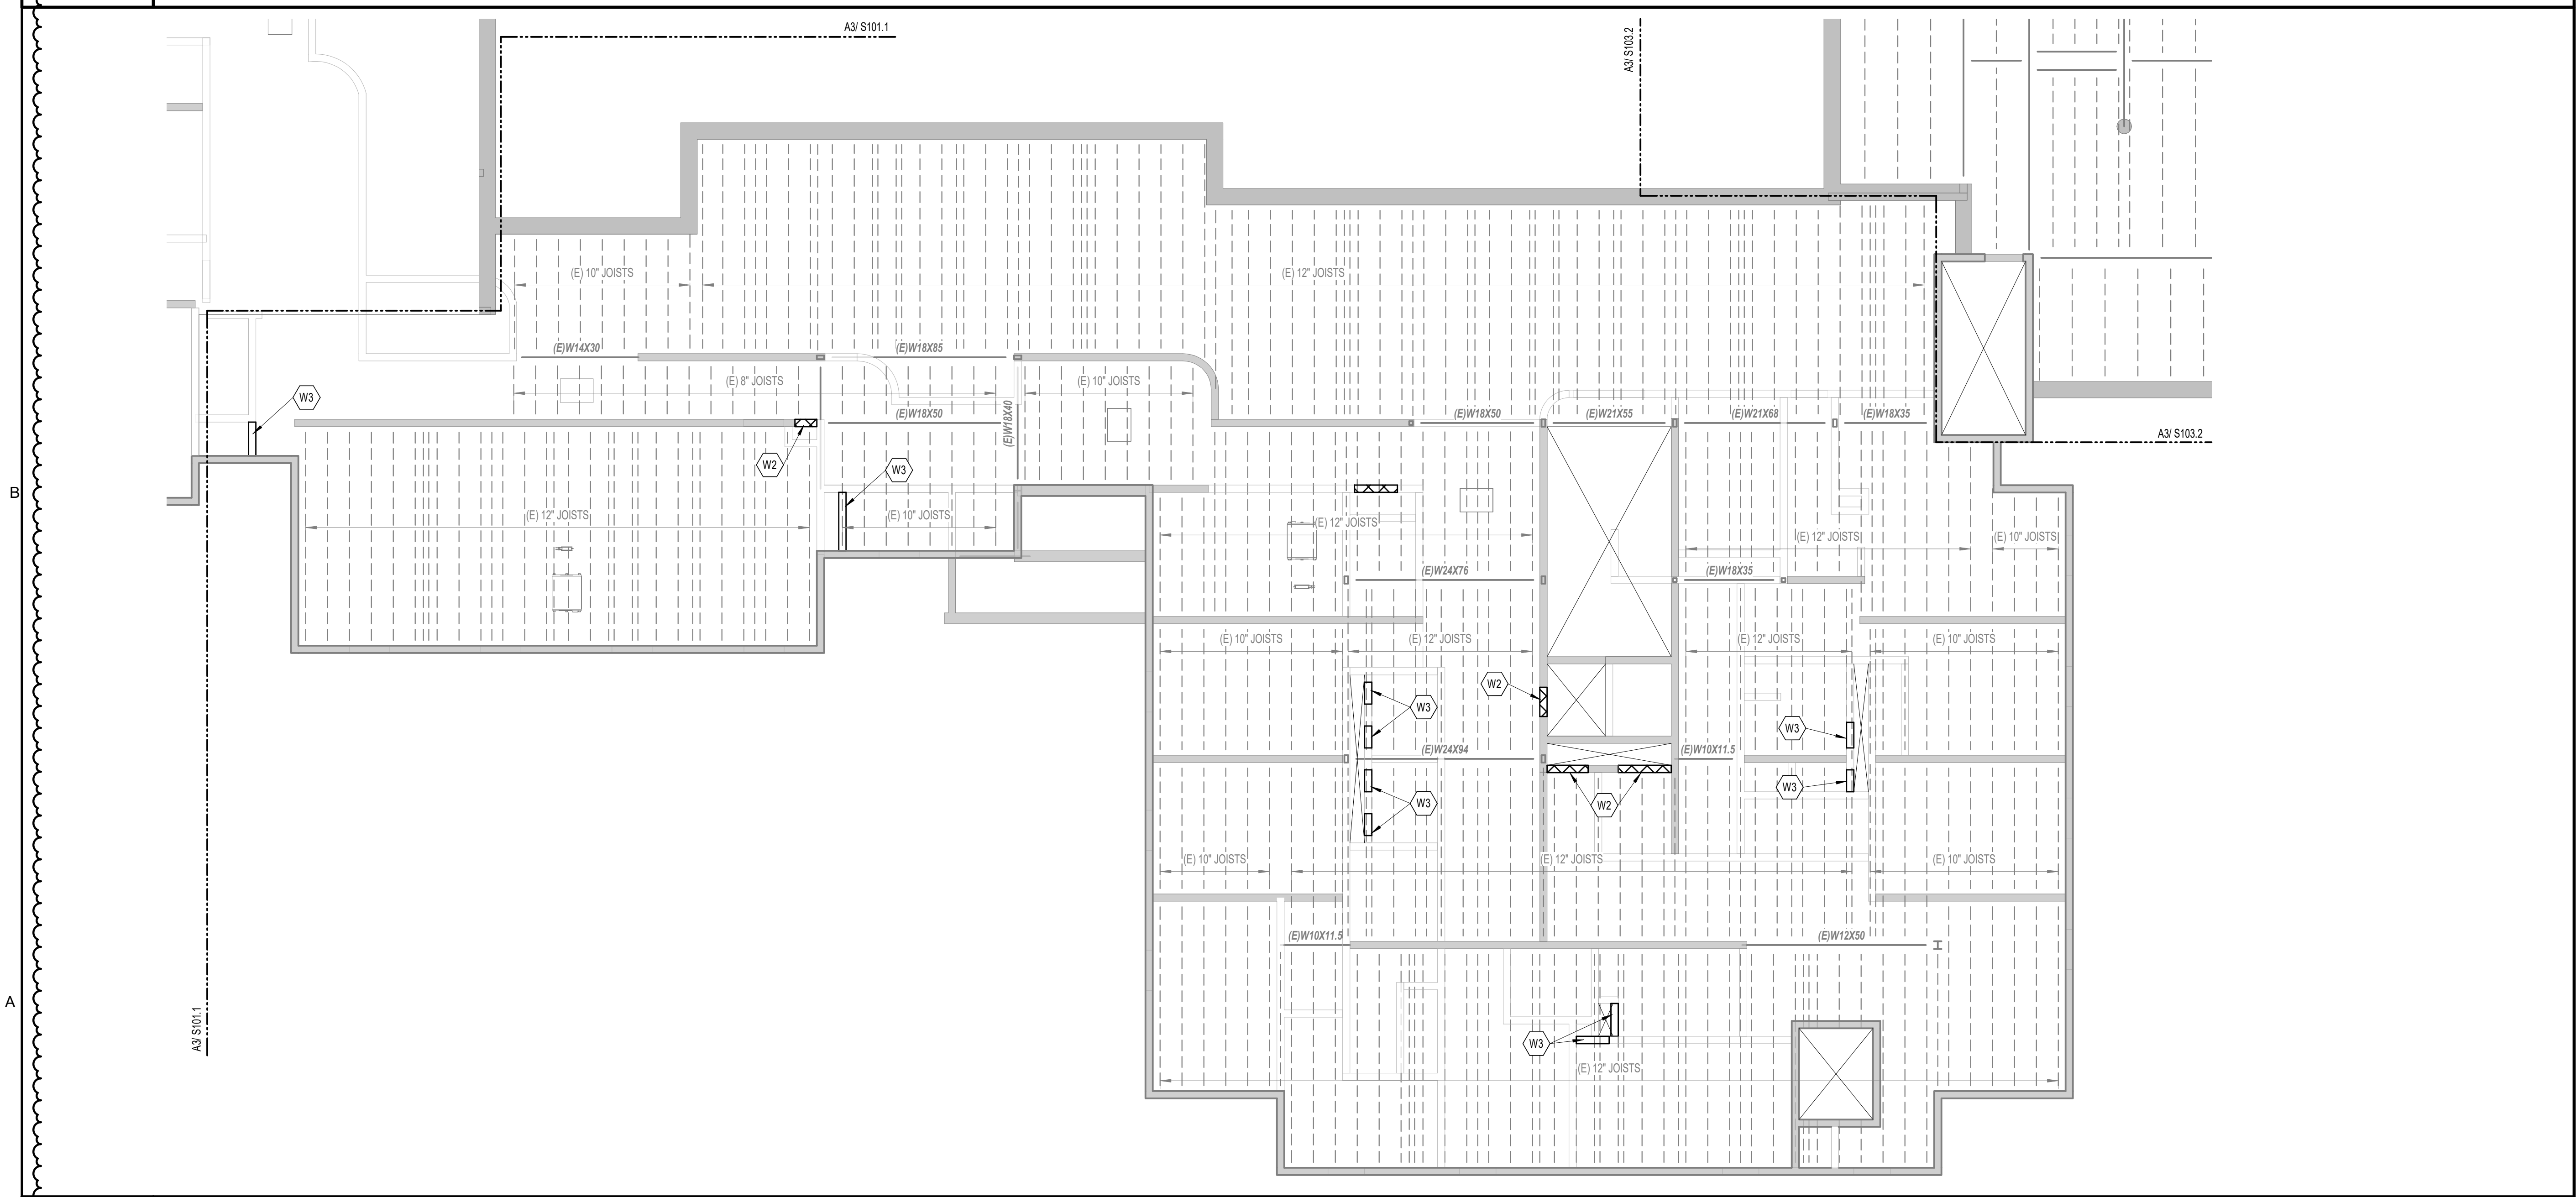 A3/ S101.1
A3/ S103.2
(E) 10" JOISTS
(E) 12" JOISTS
(E)W14X30
(E)W18X85
(E) 8" JOISTS
(E) 10" JOISTS
W3
(E)W18X50
(E)W18X40
(E)W18X50
(E)W21X55
(E)W21X68
(E)W18X35
A3/ S103.2
W2
W3
B
(E) 12" JOISTS
(E) 10" JOISTS
(E) 12" JOISTS
(E) 12" JOISTS
(E) 10" JOISTS
(E)W24X76
(E)W18X35
(E) 10" JOISTS
(E) 12" JOISTS
(E) 12" JOISTS
(E) 10" JOISTS
W2
W3
W3
(E)W24X94
(E)W10X11.5
W3
W3
W2
(E) 10" JOISTS
(E) 12" JOISTS
(E) 10" JOISTS
(E)W10X11.5
(E)W12X50
A
A3/ S101.1
W3
(E) 12" JOISTS